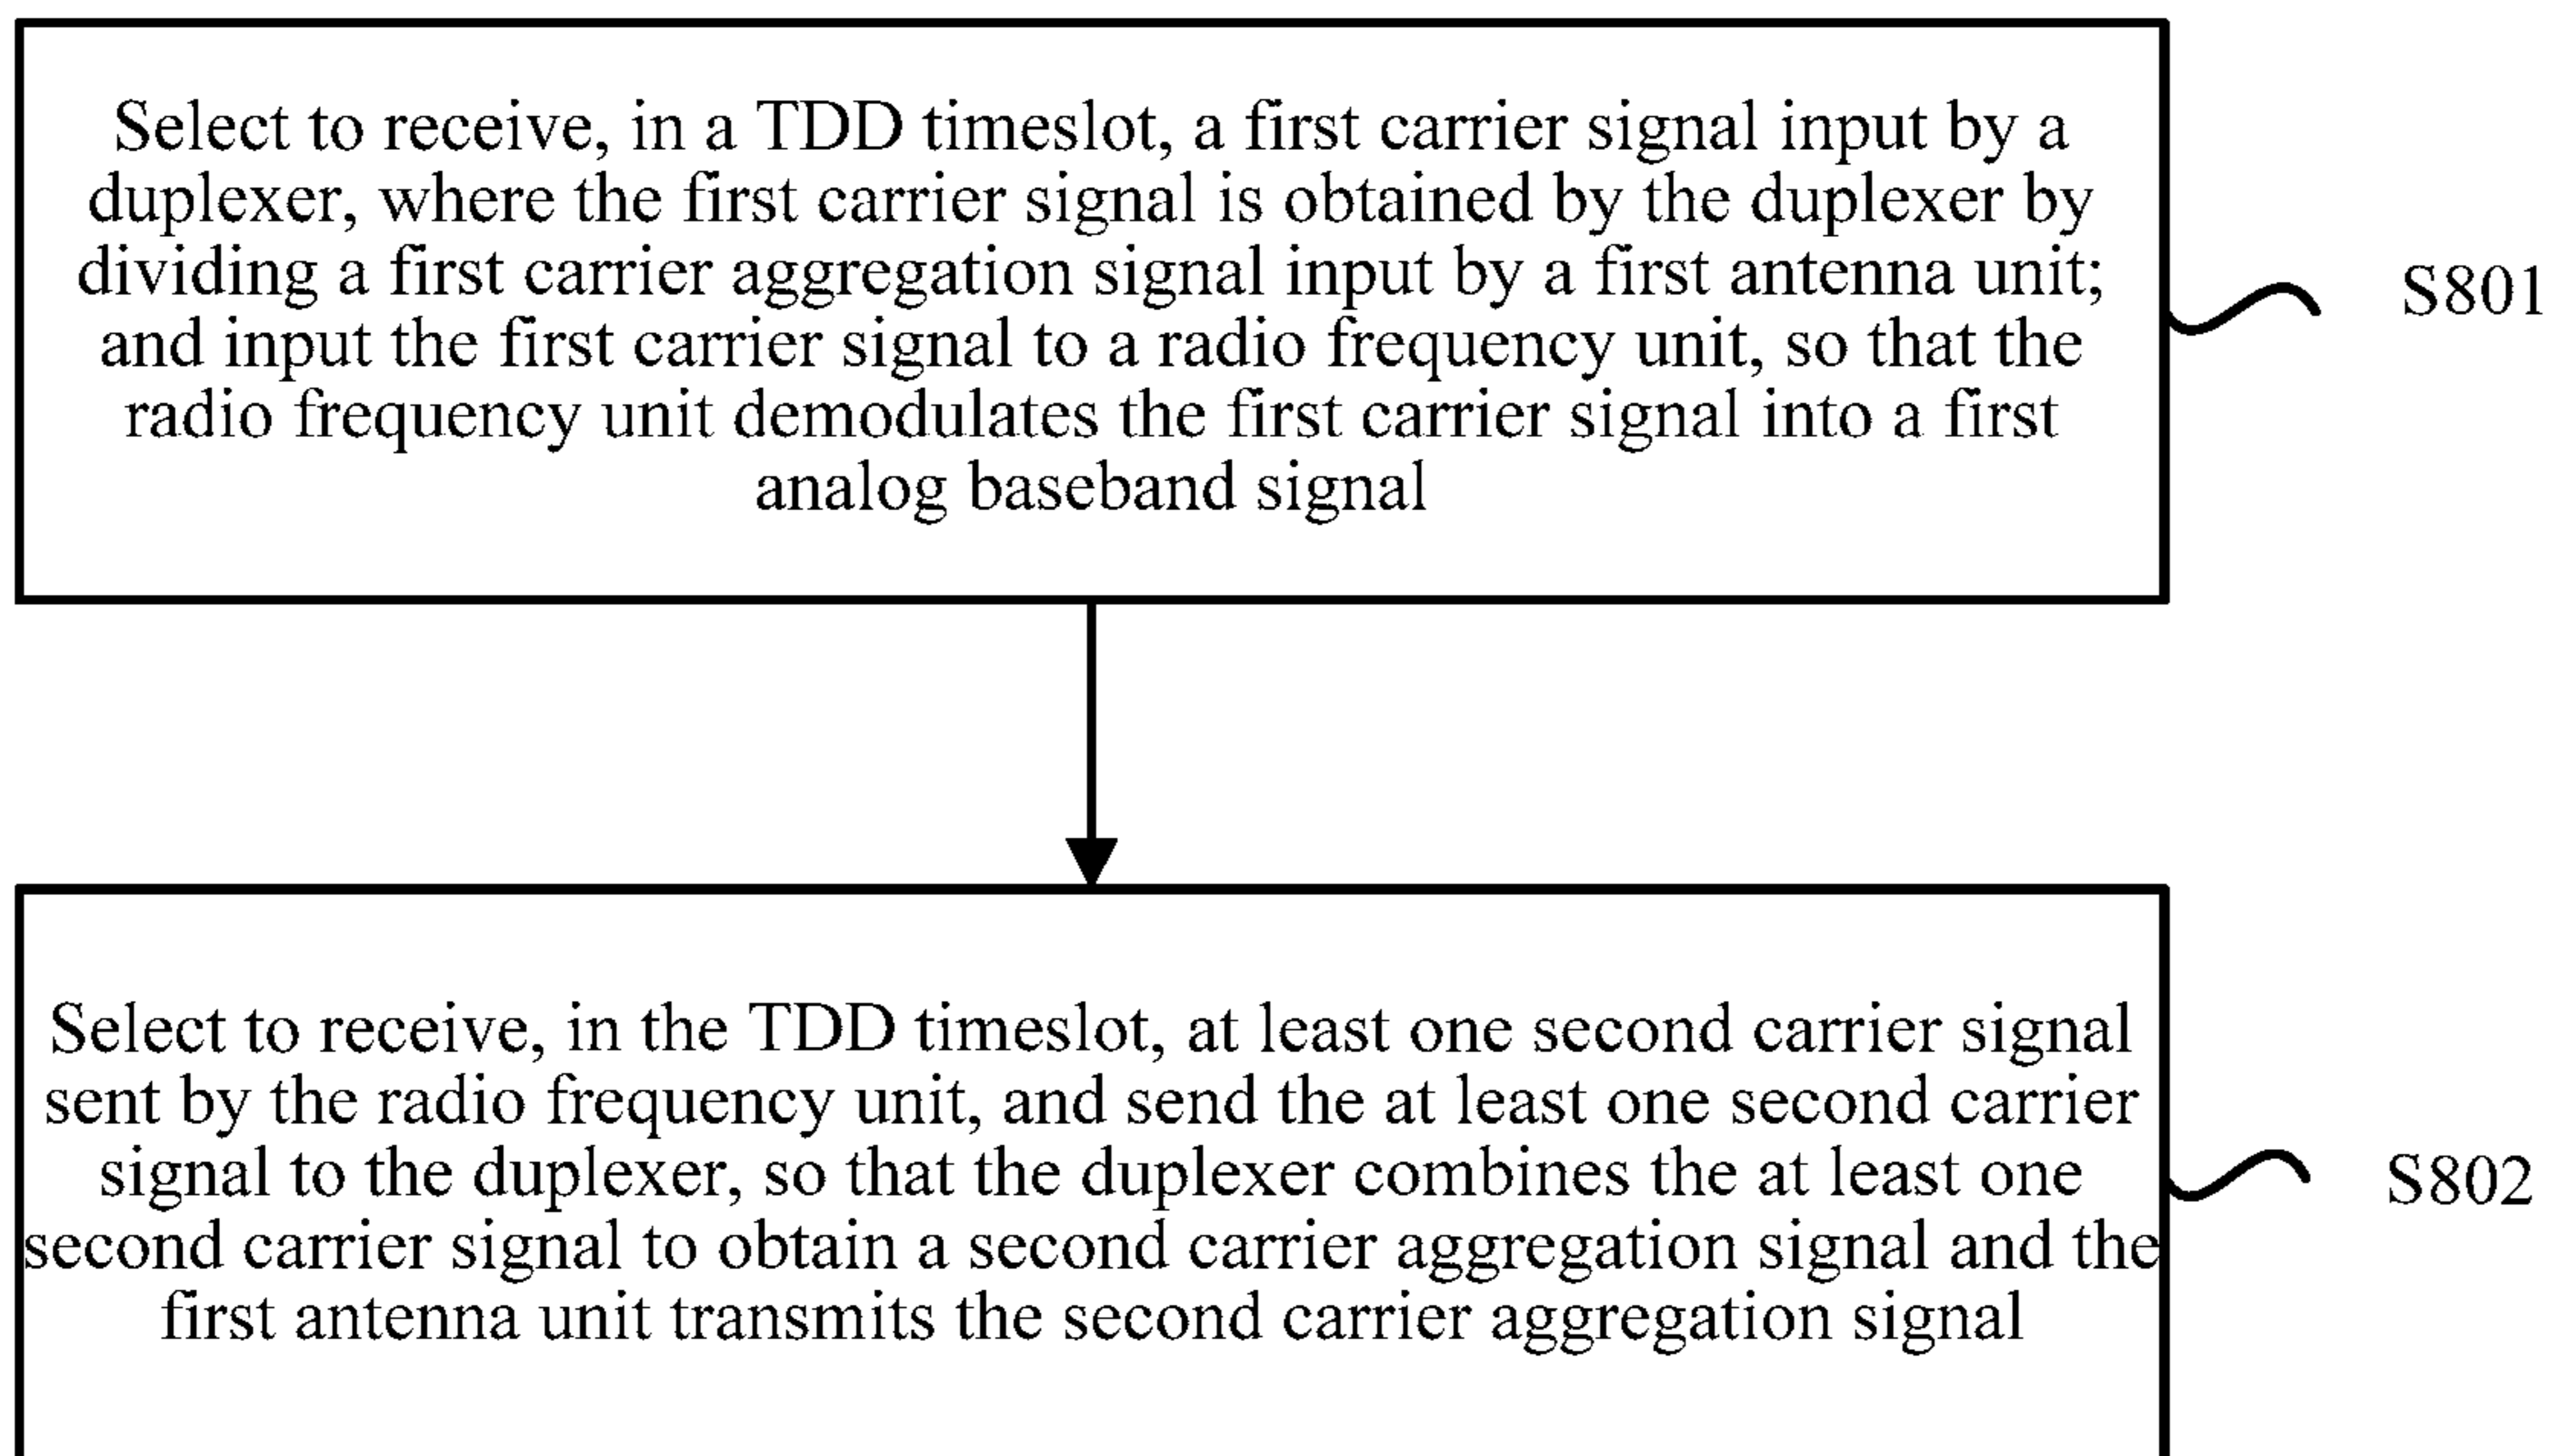 Select to receive, in a TDD timeslot, a first carrier signal input by a
duplexer, where the first carrier signal is obtained by the duplexer by
dividing a first carrier aggregation signal input by a first antenna unit;
and input the first carrier signal to a radio frequency unit, so that the
radio frequency unit demodulates the first carrier signal into a first
analog baseband signal
S801
Select to receive, in the TDD timeslot, at least one second carrier signal
sent by the radio frequency unit, and send the at least one second carrier
signal to the duplexer, so that the duplexer combines the at least one
second carrier signal to obtain a second carrier aggregation signal and the
first antenna unit transmits the second carrier aggregation signal
S802